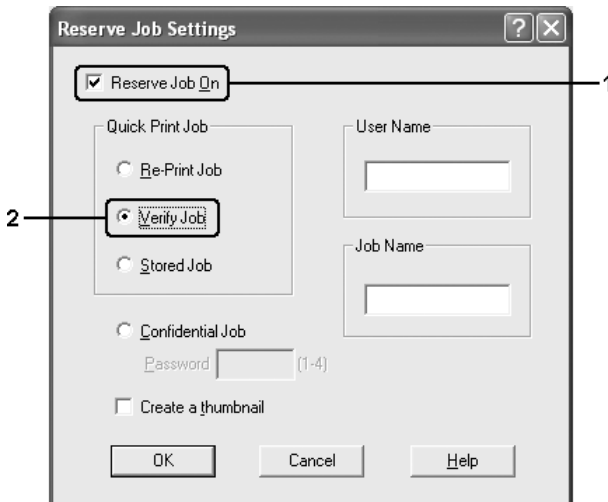 Reserve Job Settings
1
Reserve Job On
Quick Print Job
User Name
Re-Print Job
2
Verify Job
Job Name
Stored Job
Confidential Job
Password
(1-4)
Create a thumbnail
OK
Cancel
Help